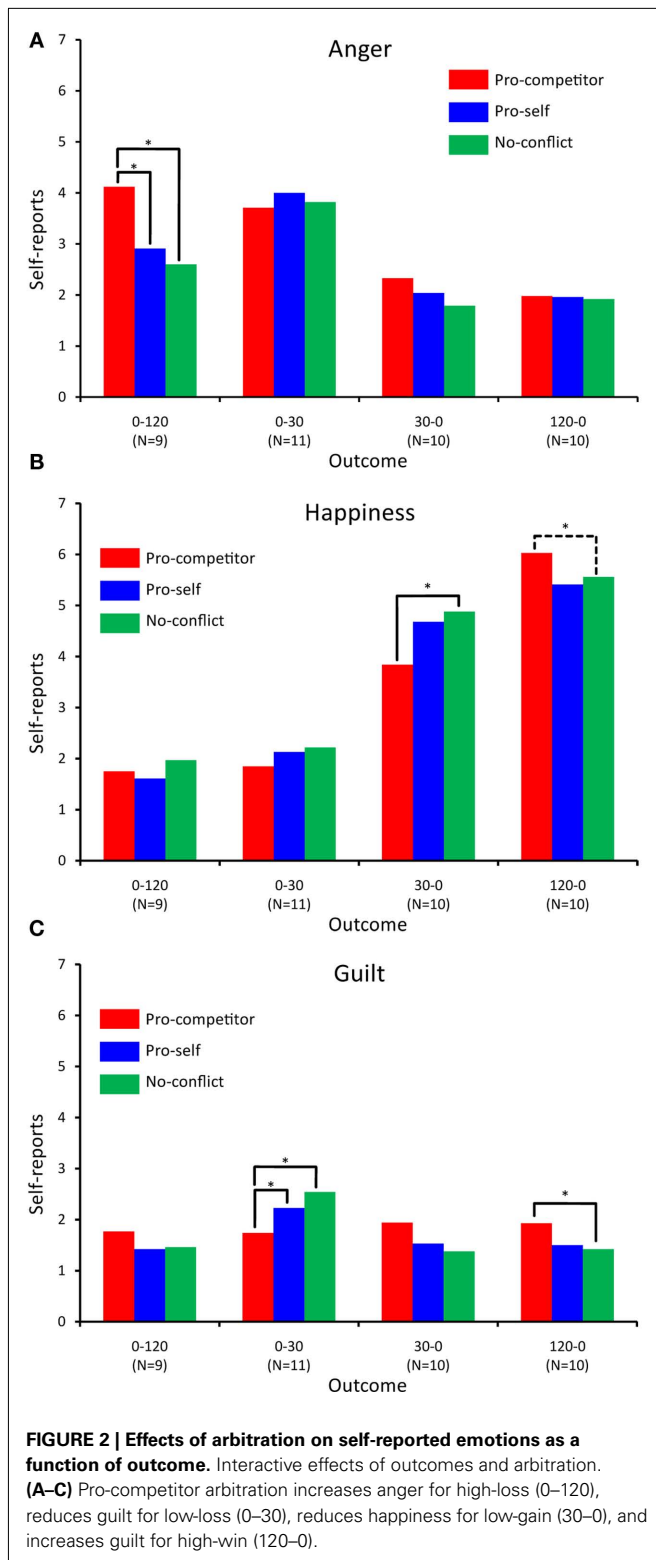 A
Anger
7
6
5
4
3
2
1
0
Self-reports
Pro-competitor
Pro-self
No-conflict
*
*
0-120 0-30 30-0 120-0
(N=9) (N=11) (N=10) (N=10)
Outcome
B
Happiness
7
6
5
4
3
2
1
0
Self-reports
Pro-competitor
Pro-self
No-conflict
*
*
0-120 0-30 30-0 120-0
(N=9) (N=11) (N=10) (N=10)
Outcome
C
Guilt
7
6
5
4
3
2
1
0
Self-reports
Pro-competitor
Pro-self
No-conflict
*
*
*
0-120 0-30 30-0 120-0
(N=9) (N=11) (N=10) (N=10)
Outcome
FIGURE 2 | Effects of arbitration on self-reported emotions as a
function of outcome. Interactive effects of outcomes and arbitration.
(A–C) Pro-competitor arbitration increases anger for high-loss (0–120),
reduces guilt for low-loss (0–30), reduces happiness for low-gain (30–0), and
increases guilt for high-win (120–0).